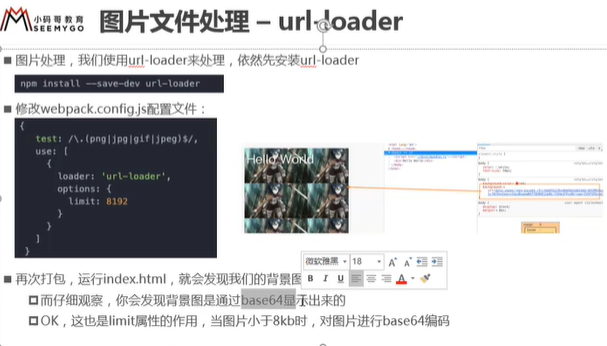 小码哥教育
SEEMYGO
图片文件处理 – url-loader
图片处理，我们使用url-loader来处理，依然先安装url-loader
npm install --save-dev url-loader
修改webpack.config.js配置文件：
{
test: /\.(png|jpg|gif|jpeg)$/,
use: [
{
loader: 'url-loader',
options: {
limit: 8192
}
}
]
}
Hello World
再次打包，运行index.html，就会发现我们的背景图
微软雅黑 18
B I U A
而仔细观察，你会发现背景图是通过base64显示出来的
OK，这也是limit属性的作用，当图片小于8kb时，对图片进行base64编码